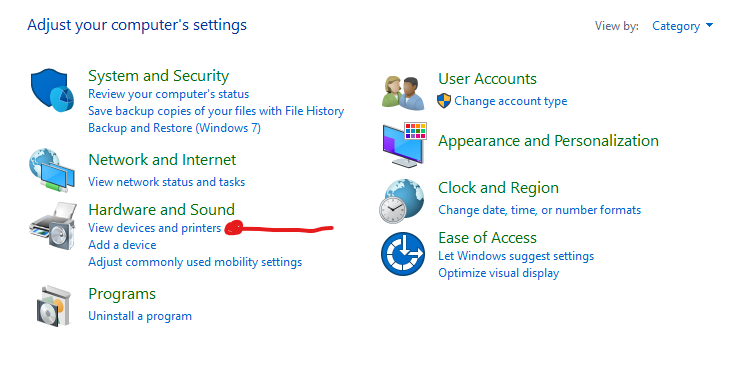 Adjust your computer's settings
View by: Category
System and Security
Review your computer's status
Save backup copies of your files with File History
Backup and Restore (Windows 7)
Network and Internet
View network status and tasks
Hardware and Sound
View devices and printers
Add a device
Adjust commonly used mobility settings
Programs
Uninstall a program
User Accounts
Change account type
Appearance and Personalization
Clock and Region
Change date, time, or number formats
Ease of Access
Let Windows suggest settings
Optimize visual display